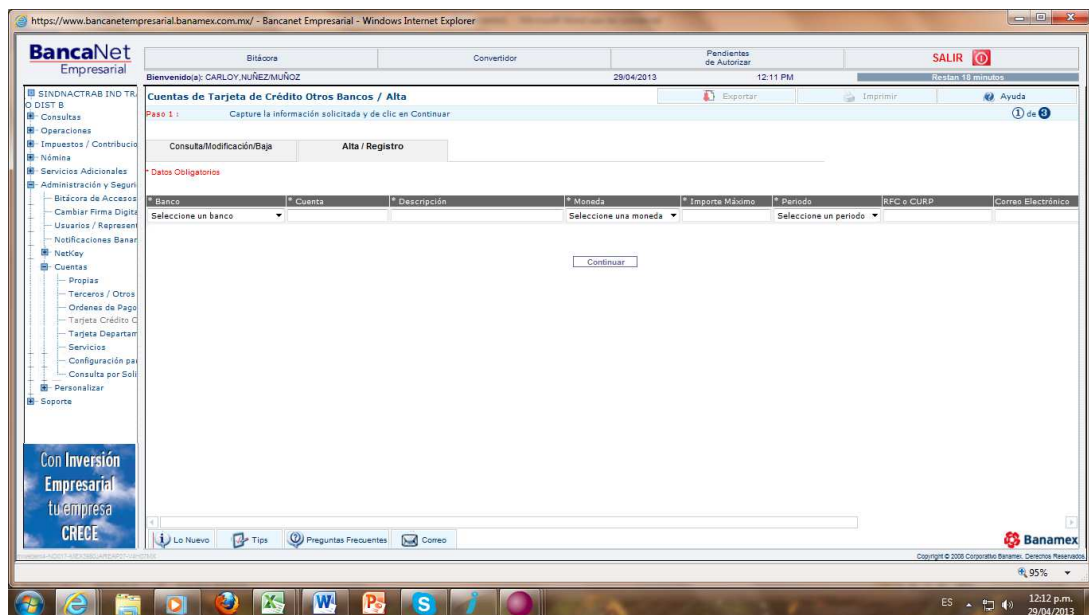 https://www.bancanetempresarial.banamex.com.mx/ - Bancanet Empresarial - Windows Internet Explorer
BancaNet
Empresarial
Bitácora
Convertidor
Pendientes
de Autorizar
SALIR
Bienvenido(a): CARLOY,NUÑEZ/MUÑOZ
29/04/2013
12:11 PM
Restan 18 minutos
SINDNACTRAB IND TRA
O DIST B
Consultas
Operaciones
Impuestos / Contribucio
Nómina
Servicios Adicionales
Administración y Seguri
Bitácora de Accesos
Cambiar Firma Digita
Usuarios / Represent
Notificaciones Banar
NetKey
Cuentas
Propias
Terceros / Otros
Ordenes de Pago
Tarjeta Crédito O
Tarjeta Departam
Servicios
Configuración par
Consulta por Soli
Personalizar
Soporte
Cuentas de Tarjeta de Crédito Otros Bancos / Alta
Exportar
Imprimir
Ayuda
Paso 1 :
Capture la información solicitada y de clic en Continuar
1 de 3
Consulta/Modificación/Baja
Alta / Registro
* Datos Obligatorios
* Banco
* Cuenta
* Descripción
* Moneda
* Importe Máximo
* Periodo
RFC o CURP
Correo Electrónico
Seleccione un banco
Seleccione una moneda
Seleccione un periodo
Continuar
Con Inversión
Empresarial
tu empresa
CRECE
Lo Nuevo
Tips
Preguntas Frecuentes
Correo
Banamex
Copyright © 2008 Corporativo Banamex. Derechos Reservados.
95%
ES
12:12 p.m.
29/04/2013